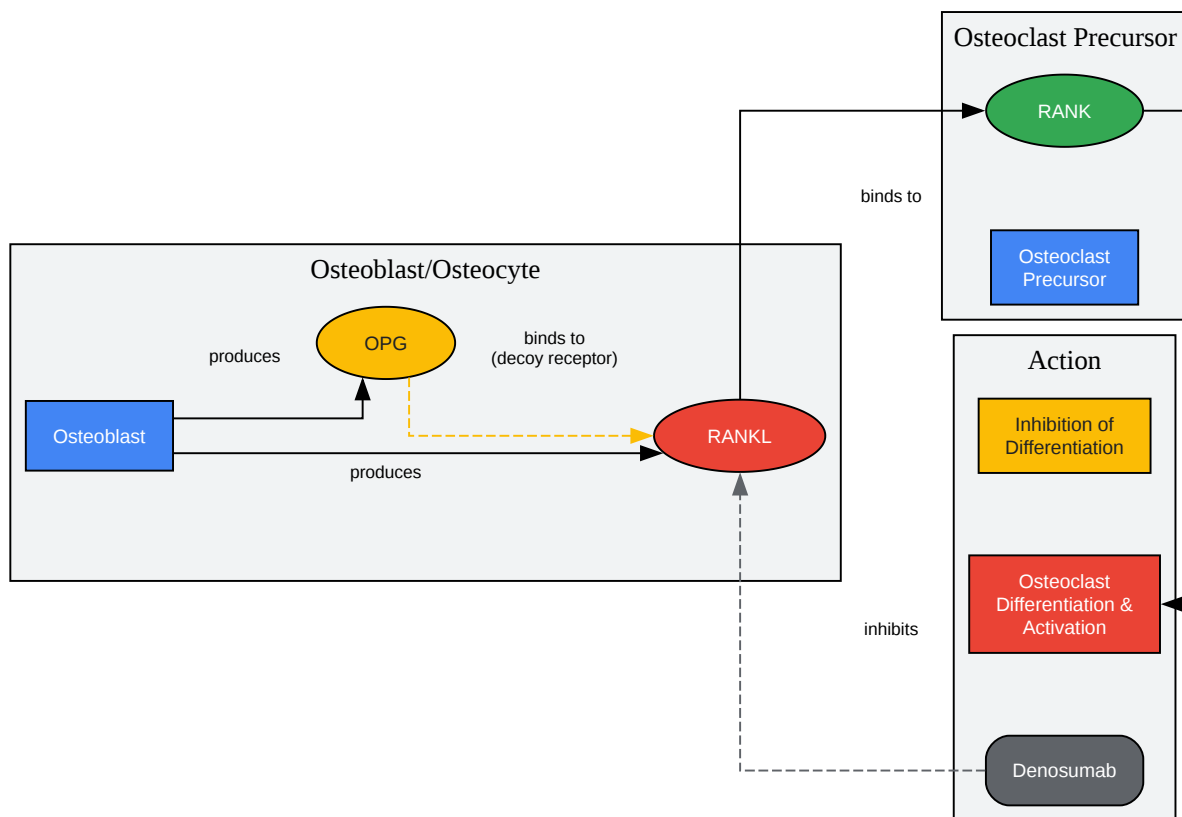 Osteoclast Precursor
RANK
binds to
Osteoclast
Precursor
Osteoblast/Osteocyte
OPG
produces
binds to
(decoy receptor)
Osteoblast
RANKL
produces
Action
Inhibition of
Differentiation
Osteoclast
Differentiation &
Activation
inhibits
Denosumab